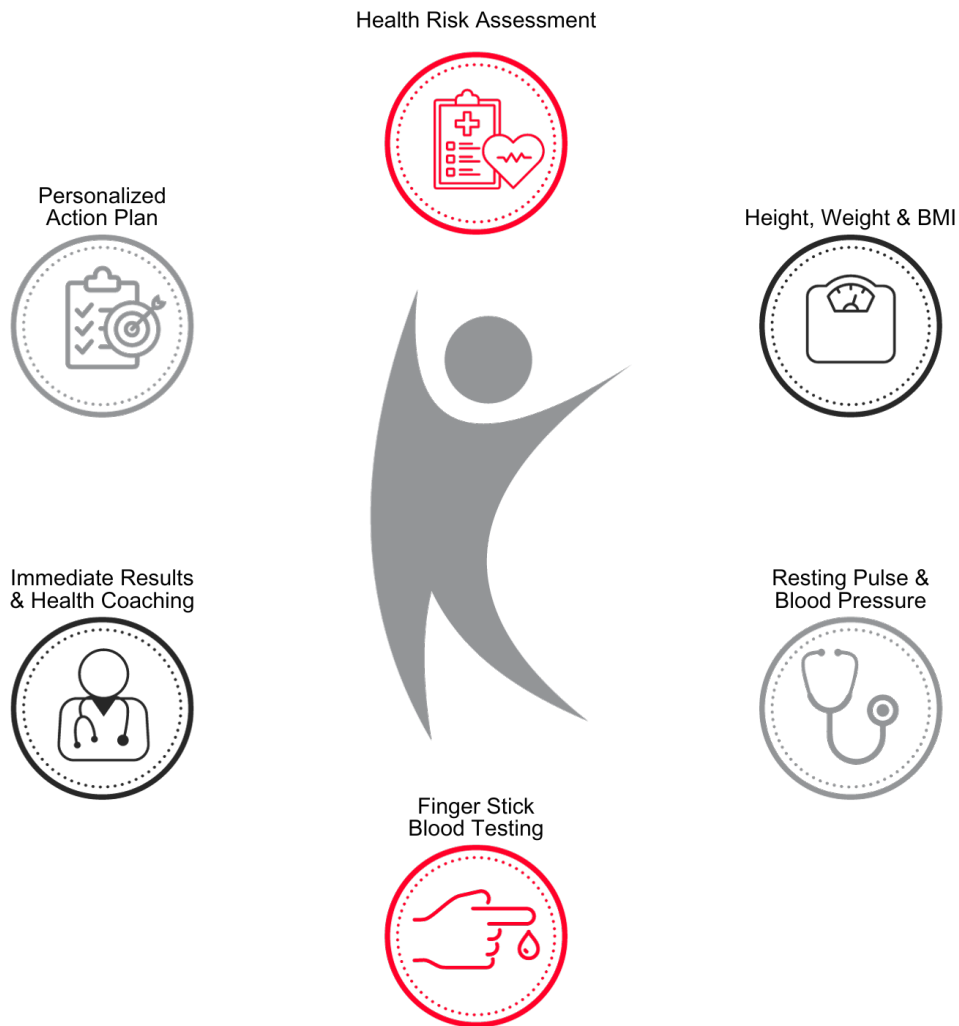 Health Risk Assessment
Personalized
Action Plan
Height, Weight & BMI
Immediate Results
& Health Coaching
Resting Pulse &
Blood Pressure
Finger Stick
Blood Testing